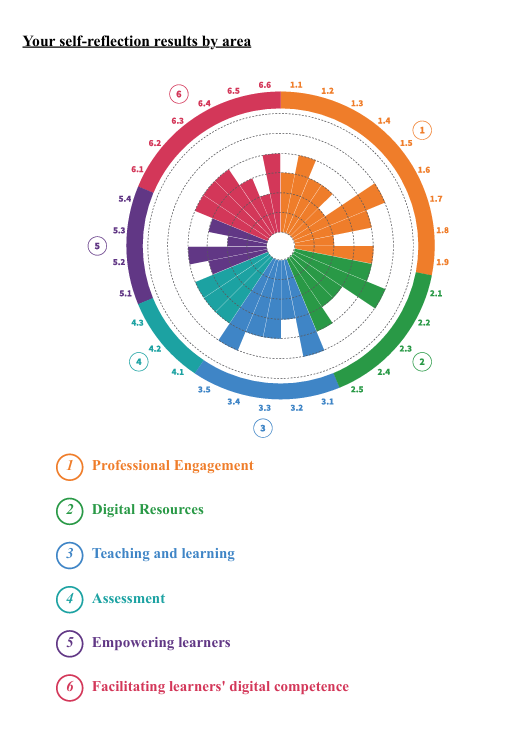 Your self-reflection results by area
6.6 1.1
6.5 1.2
6 6.4 1.3
6.3 1.4
1
6.2 1.5
6.1 1.6
5.4 1.7
5.3 1.8
5
5.2 1.9
5.1 2.1
4.3 2.2
4.2 2.3
4 2
4.1 2.4
3.5 2.5
3.4 3.3 3.2 3.1
3
1 Professional Engagement
2 Digital Resources
3 Teaching and learning
4 Assessment
5 Empowering learners
6 Facilitating learners' digital competence